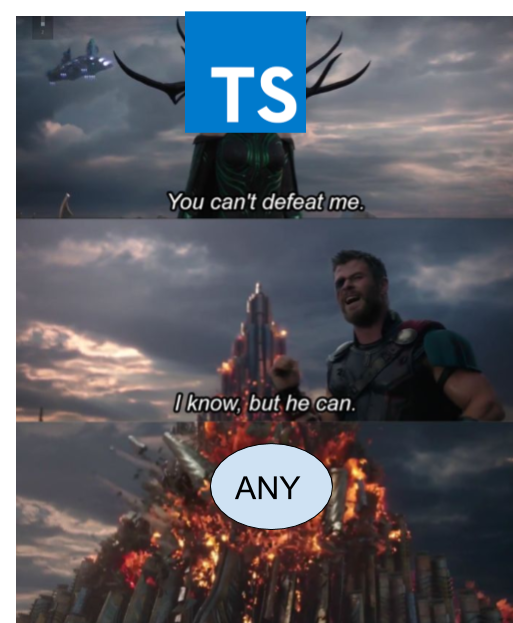 TS
You can't defeat me.
I know, but he can.
ANY